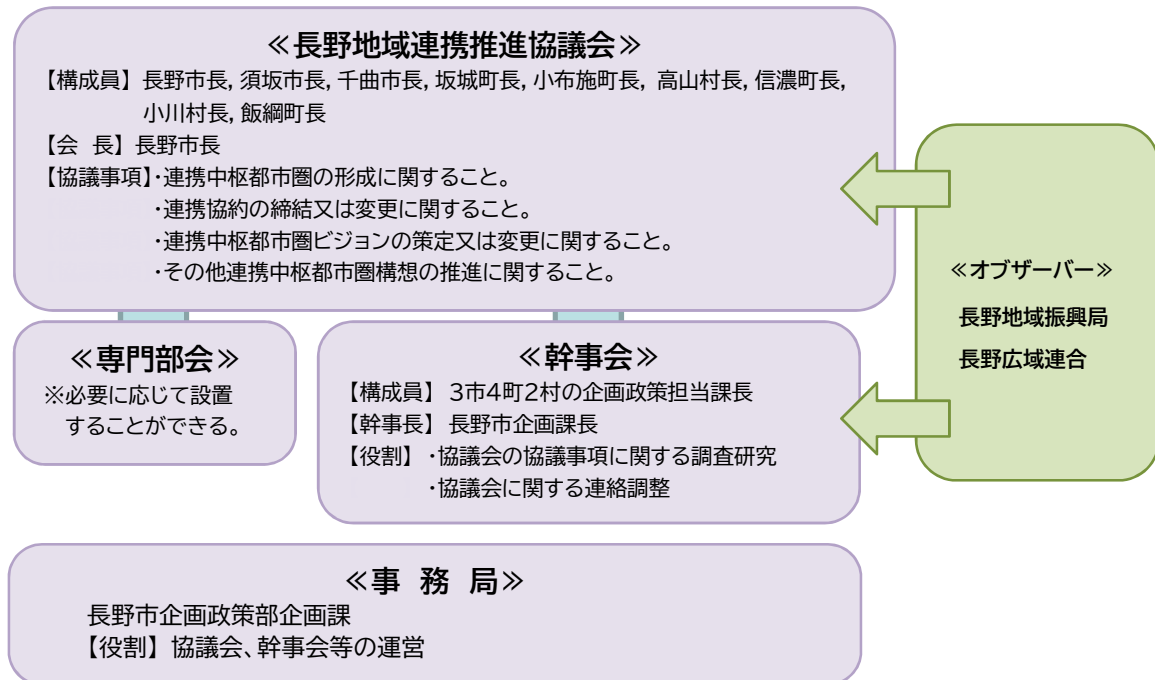 ≪長野地域連携推進協議会≫
【構成員】 長野市長, 須坂市長, 千曲市長, 坂城町長, 小布施町長, 高山村長, 信濃町長,
小川村長, 飯綱町長
【会 長】 長野市長
【協議事項】・連携中枢都市圏の形成に関すること。
・連携協約の締結又は変更に関すること。
・連携中枢都市圏ビジョンの策定又は変更に関すること。
・その他連携中枢都市圏構想の推進に関すること。
≪専門部会≫
※必要に応じて設置
することができる。
≪幹事会≫
【構成員】 3市4町2村の企画政策担当課長
【幹事長】 長野市企画課長
【役割】 ・協議会の協議事項に関する調査研究
・協議会に関する連絡調整
≪オブザーバー≫
長野地域振興局
長野広域連合
≪事 務 局≫
長野市企画政策部企画課
【役割】 協議会、幹事会等の運営